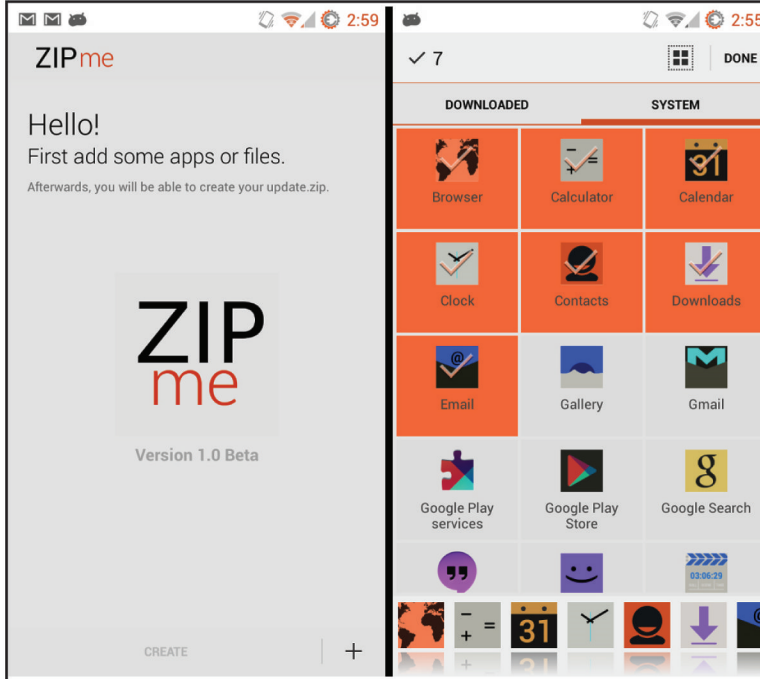 2:59
ZIPme
Hello!
First add some apps or files.
Afterwards, you will be able to create your update.zip.
ZIP
me
Version 1.0 Beta
CREATE
+
2:55
7
DONE
DOWNLOADED
SYSTEM
Browser
Calculator
31
Calendar
Clock
Contacts
Downloads
@
Email
Gallery
Gmail
g
Google Play
services
Google Play
Store
Google Search
03:06:29
31
@